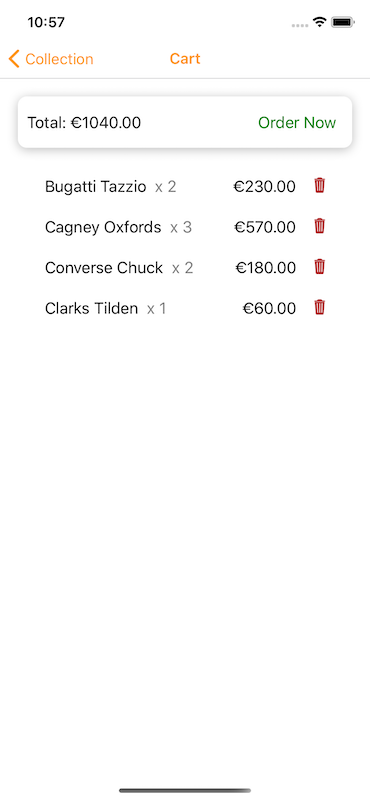 10:57
Collection Cart
Total: €1040.00 Order Now
Bugatti Tazzio x 2 €230.00
Cagney Oxfords x 3 €570.00
Converse Chuck x 2 €180.00
Clarks Tilden x 1 €60.00